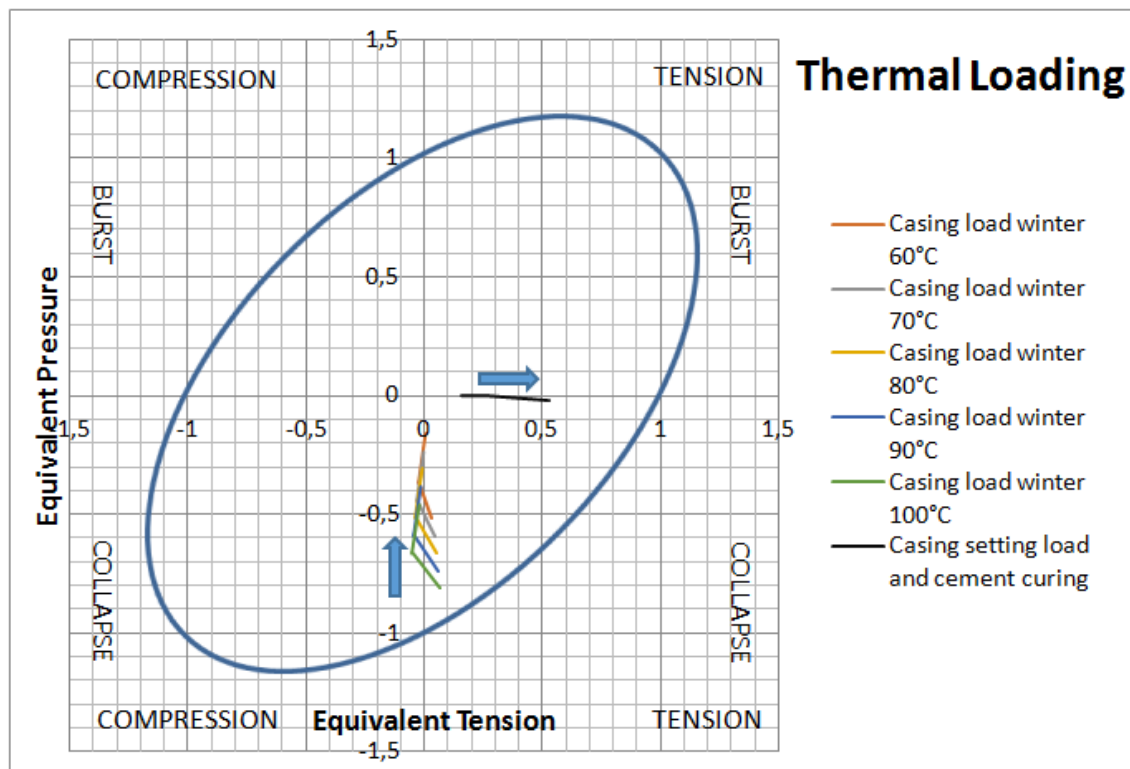 Thermal Loading
1,5
COMPRESSION
TENSION
1
BURST
BURST
0,5
Equivalent Pressure
0
-1,5
-1
-0,5
0
0,5
1
1,5
-0,5
COLLAPSE
COLLAPSE
-1
COMPRESSION
Equivalent Tension
TENSION
-1,5
Casing load winter
60°C
Casing load winter
70°C
Casing load winter
80°C
Casing load winter
90°C
Casing load winter
100°C
Casing setting load
and cement curing